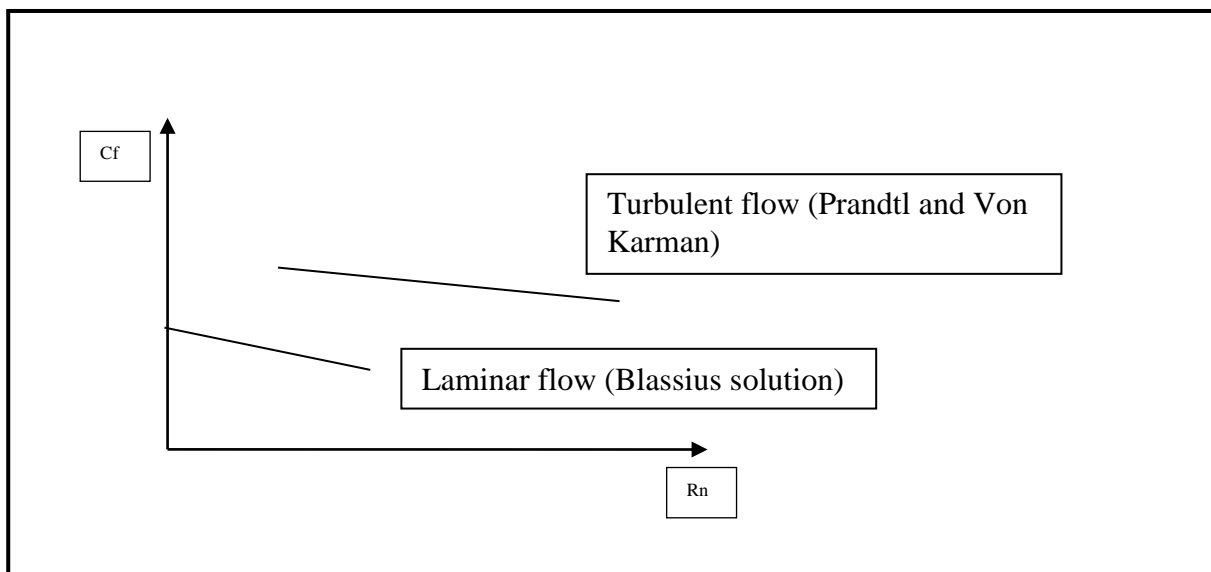 Cf
Turbulent flow (Prandtl and Von
Karman)
Laminar flow (Blassius solution)
Rn